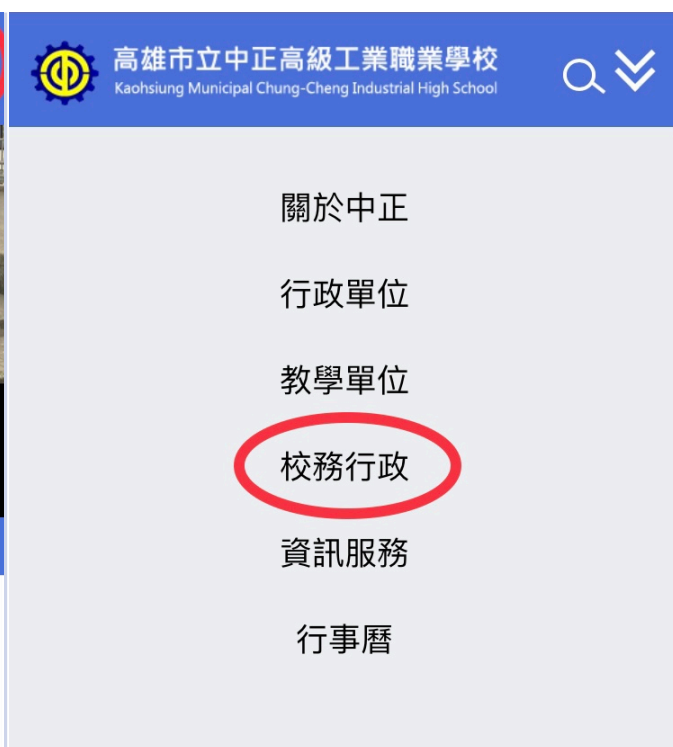 高雄市立中正高級工業職業學校
Kaohsiung Municipal Chung-Cheng Industrial High School
關於中正
行政單位
教學單位
校務行政
資訊服務
行事曆